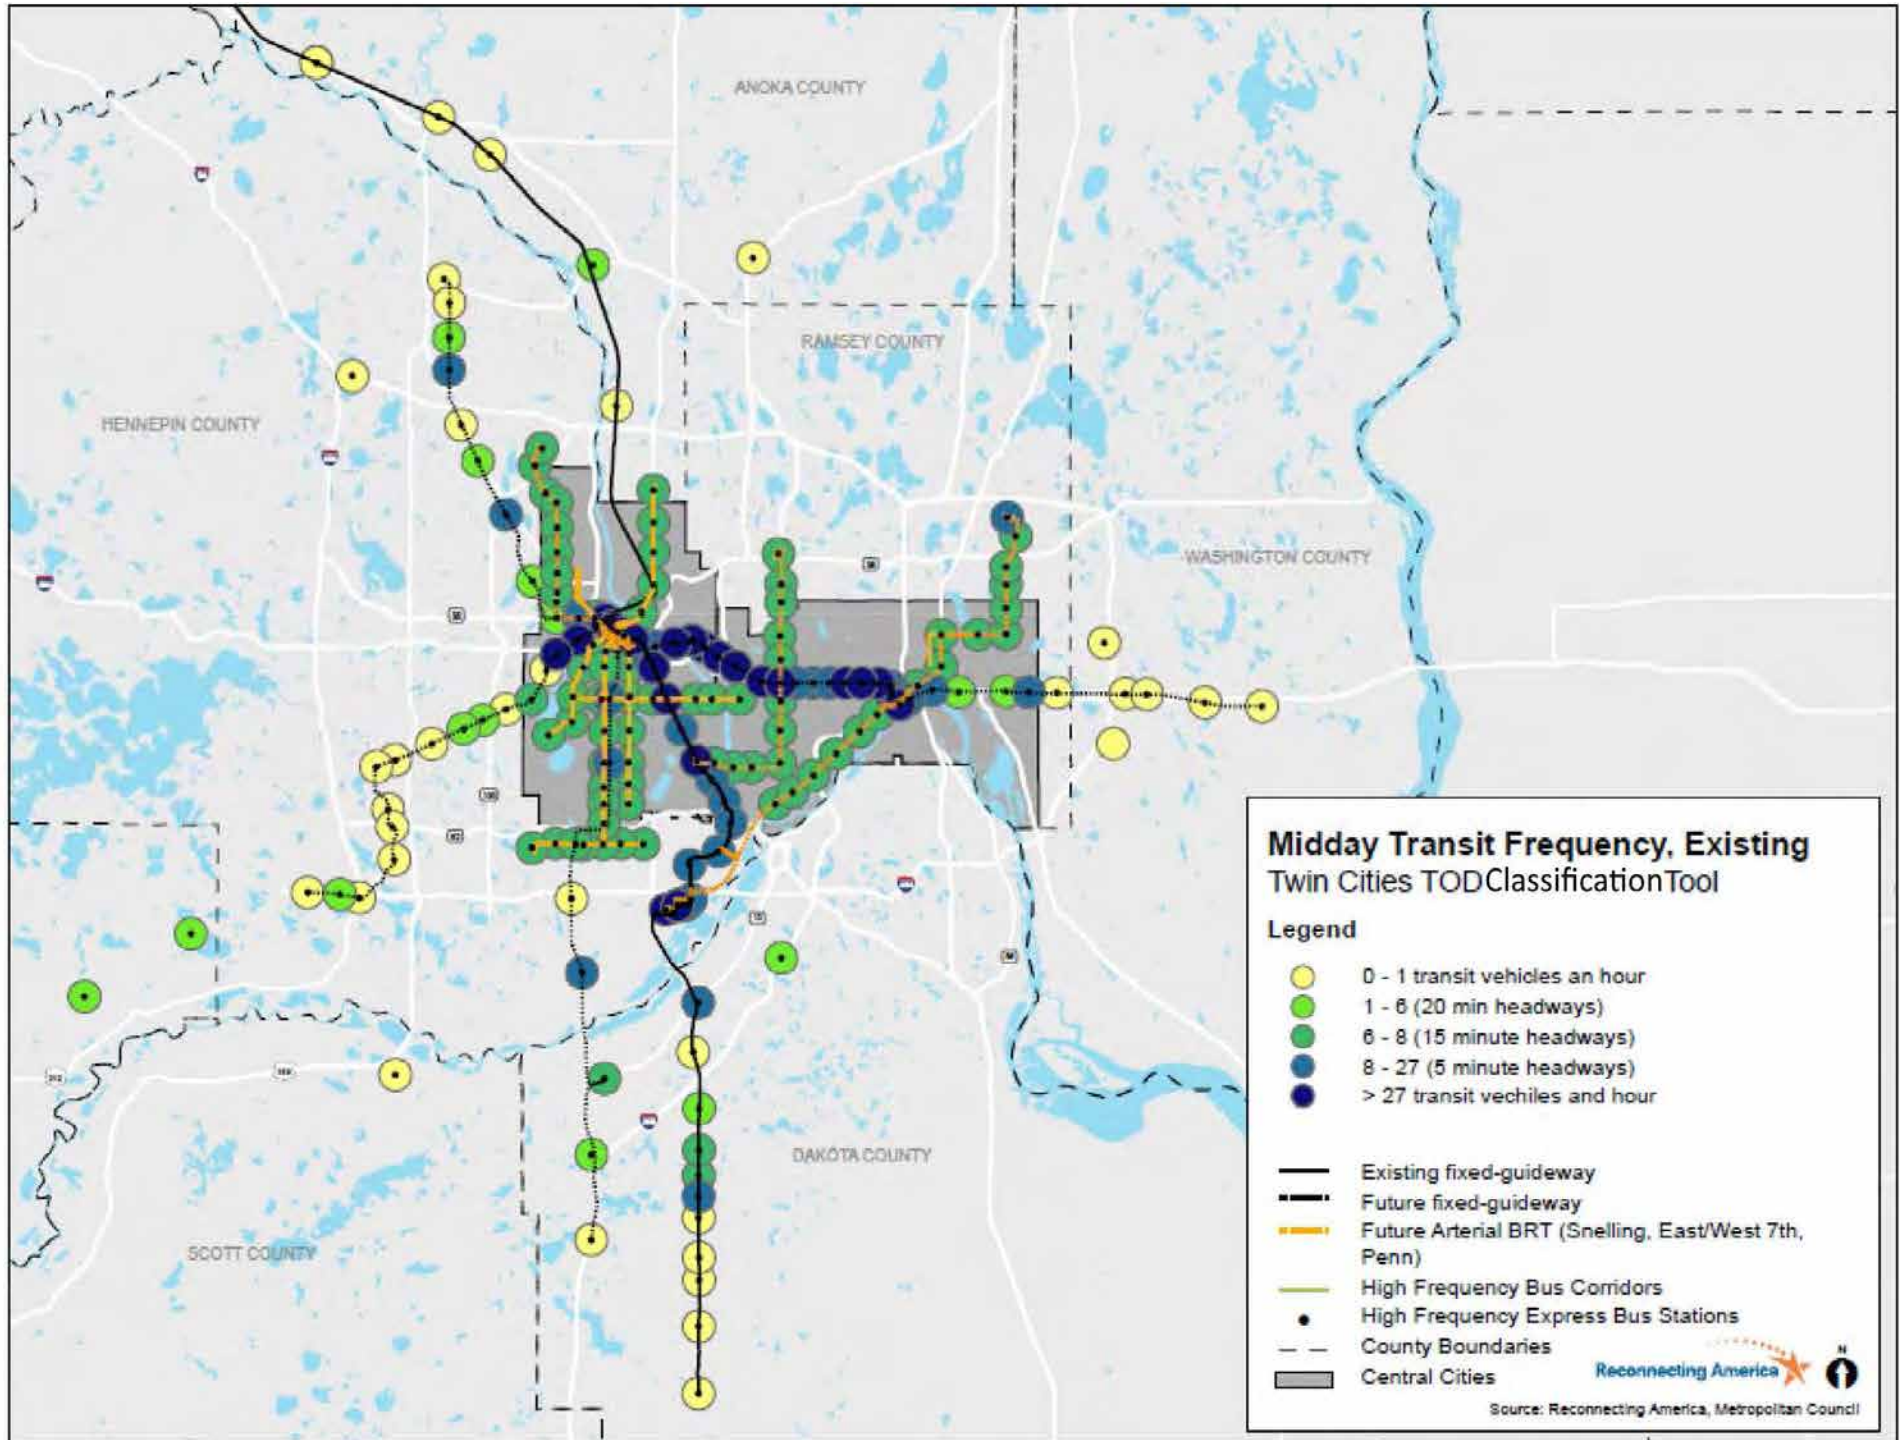 ANOKA COUNTY
RAMSEY COUNTY
HENNEPIN COUNTY
WASHINGTON COUNTY
DAKOTA COUNTY
SCOTT COUNTY
Midday Transit Frequency, Existing
Twin Cities TOD Classification Tool
Legend
0 - 1 transit vehicles an hour
1 - 6 (20 min headways)
6 - 8 (15 minute headways)
8 - 27 (5 minute headways)
> 27 transit vechiles and hour
Existing fixed-guideway
Future fixed-guideway
Future Arterial BRT (Snelling, East/West 7th,
Penn)
High Frequency Bus Corridors
High Frequency Express Bus Stations
County Boundaries
Central Cities
Reconnecting America
N
Source: Reconnecting America, Metropolitan Council